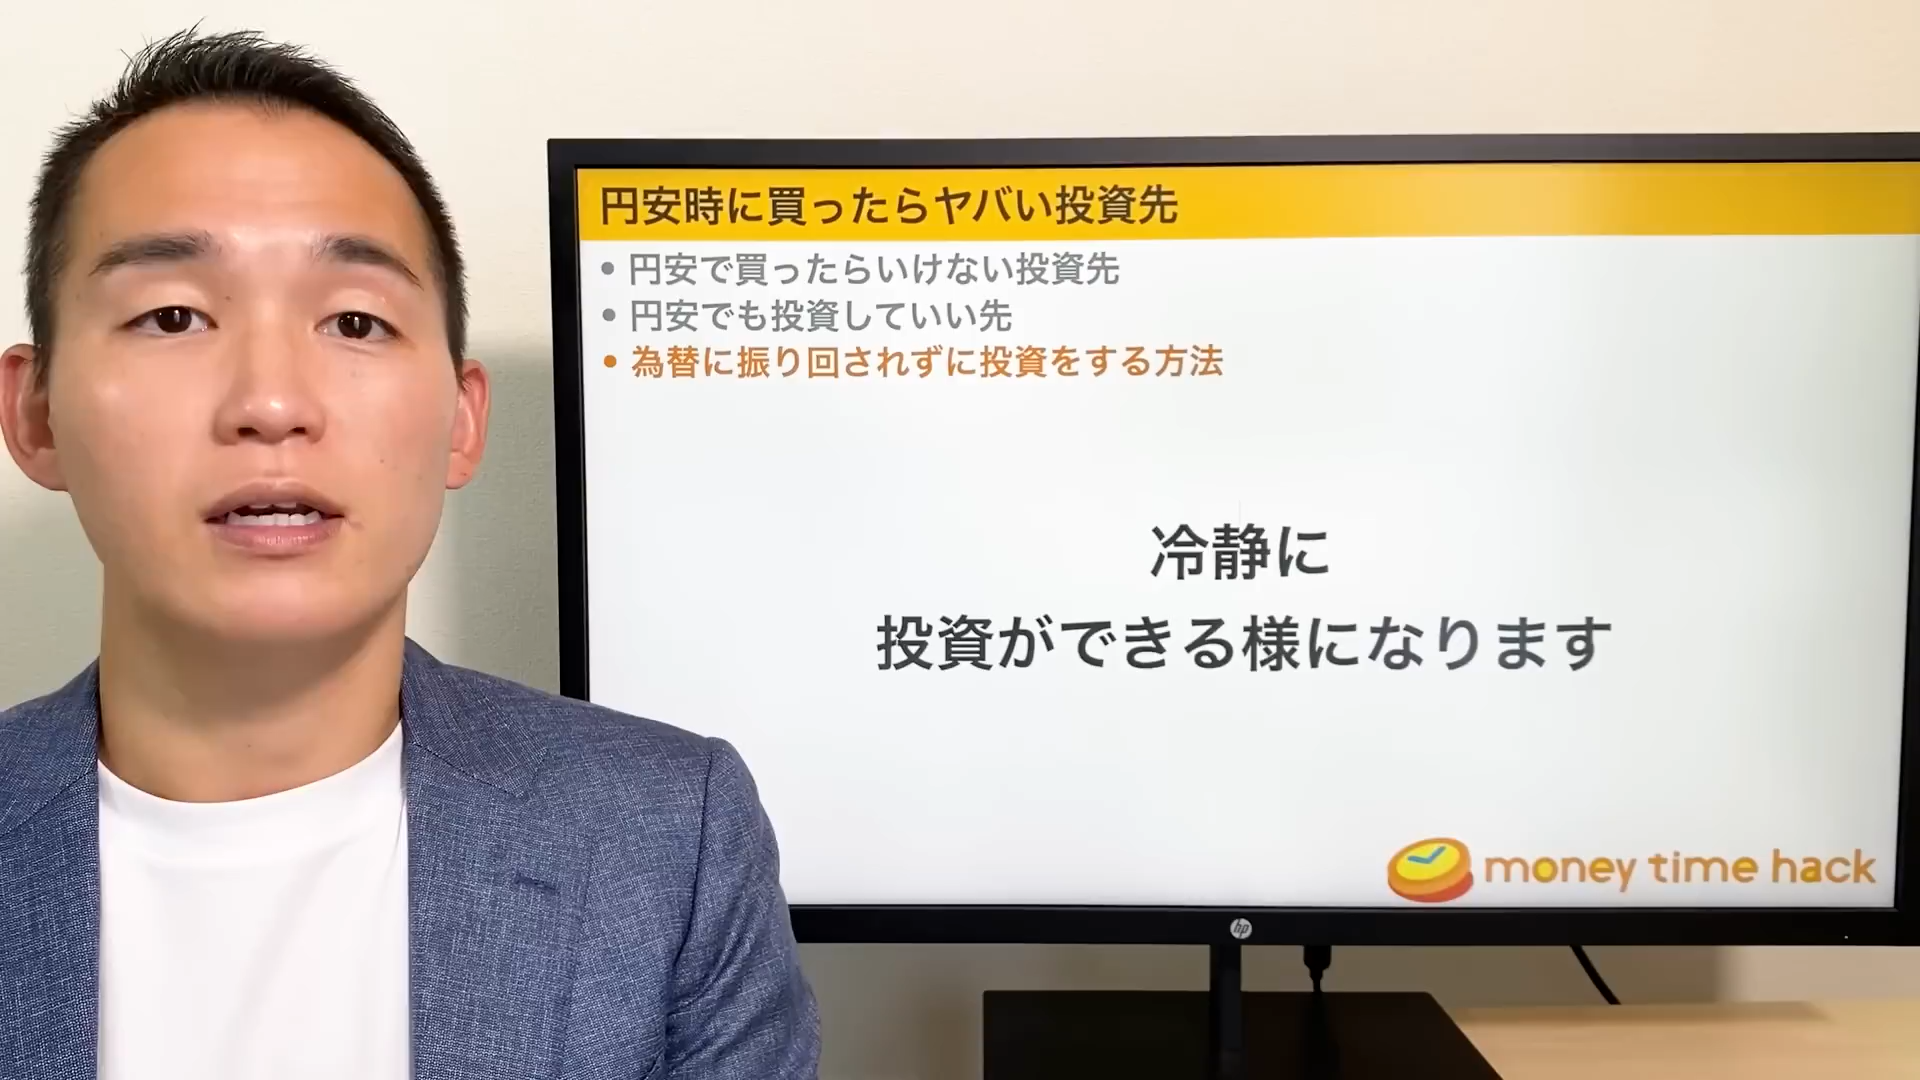 円安時に買ったらヤバい投資先
• 円安で買ったらいけない投資先
• 円安でも投資していい先
• 為替に振り回されずに投資をする方法
冷静に
投資ができる様になります
money time hack
hp